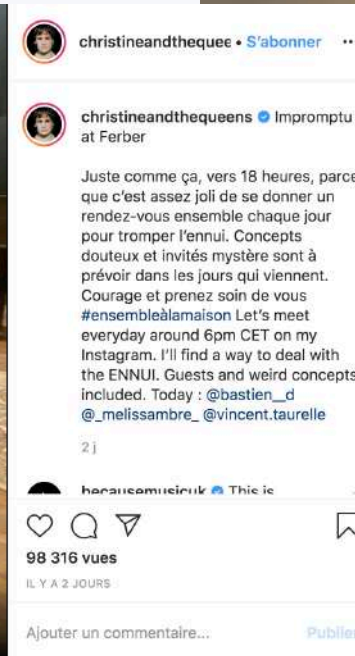 christineandthequee • S'abonner ...
christineandthequeens Impromptu
at Ferber
Juste comme ça, vers 18 heures, parce
que c'est assez joli de se donner un
rendez-vous ensemble chaque jour
pour tromper l'ennui. Concepts
douteux et invités mystère sont à
prévoir dans les jours qui viennent.
Courage et prenez soin de vous
#ensembleàlamaison Let's meet
everyday around 6pm CET on my
Instagram. I'll find a way to deal with
the ENNUI. Guests and weird concepts
included. Today : @bastien__d
@_melissambre_ @vincent.taurelle
2 j
becausemusicuk This is
98 316 vues
IL Y A 2 JOURS
Ajouter un commentaire... Publier